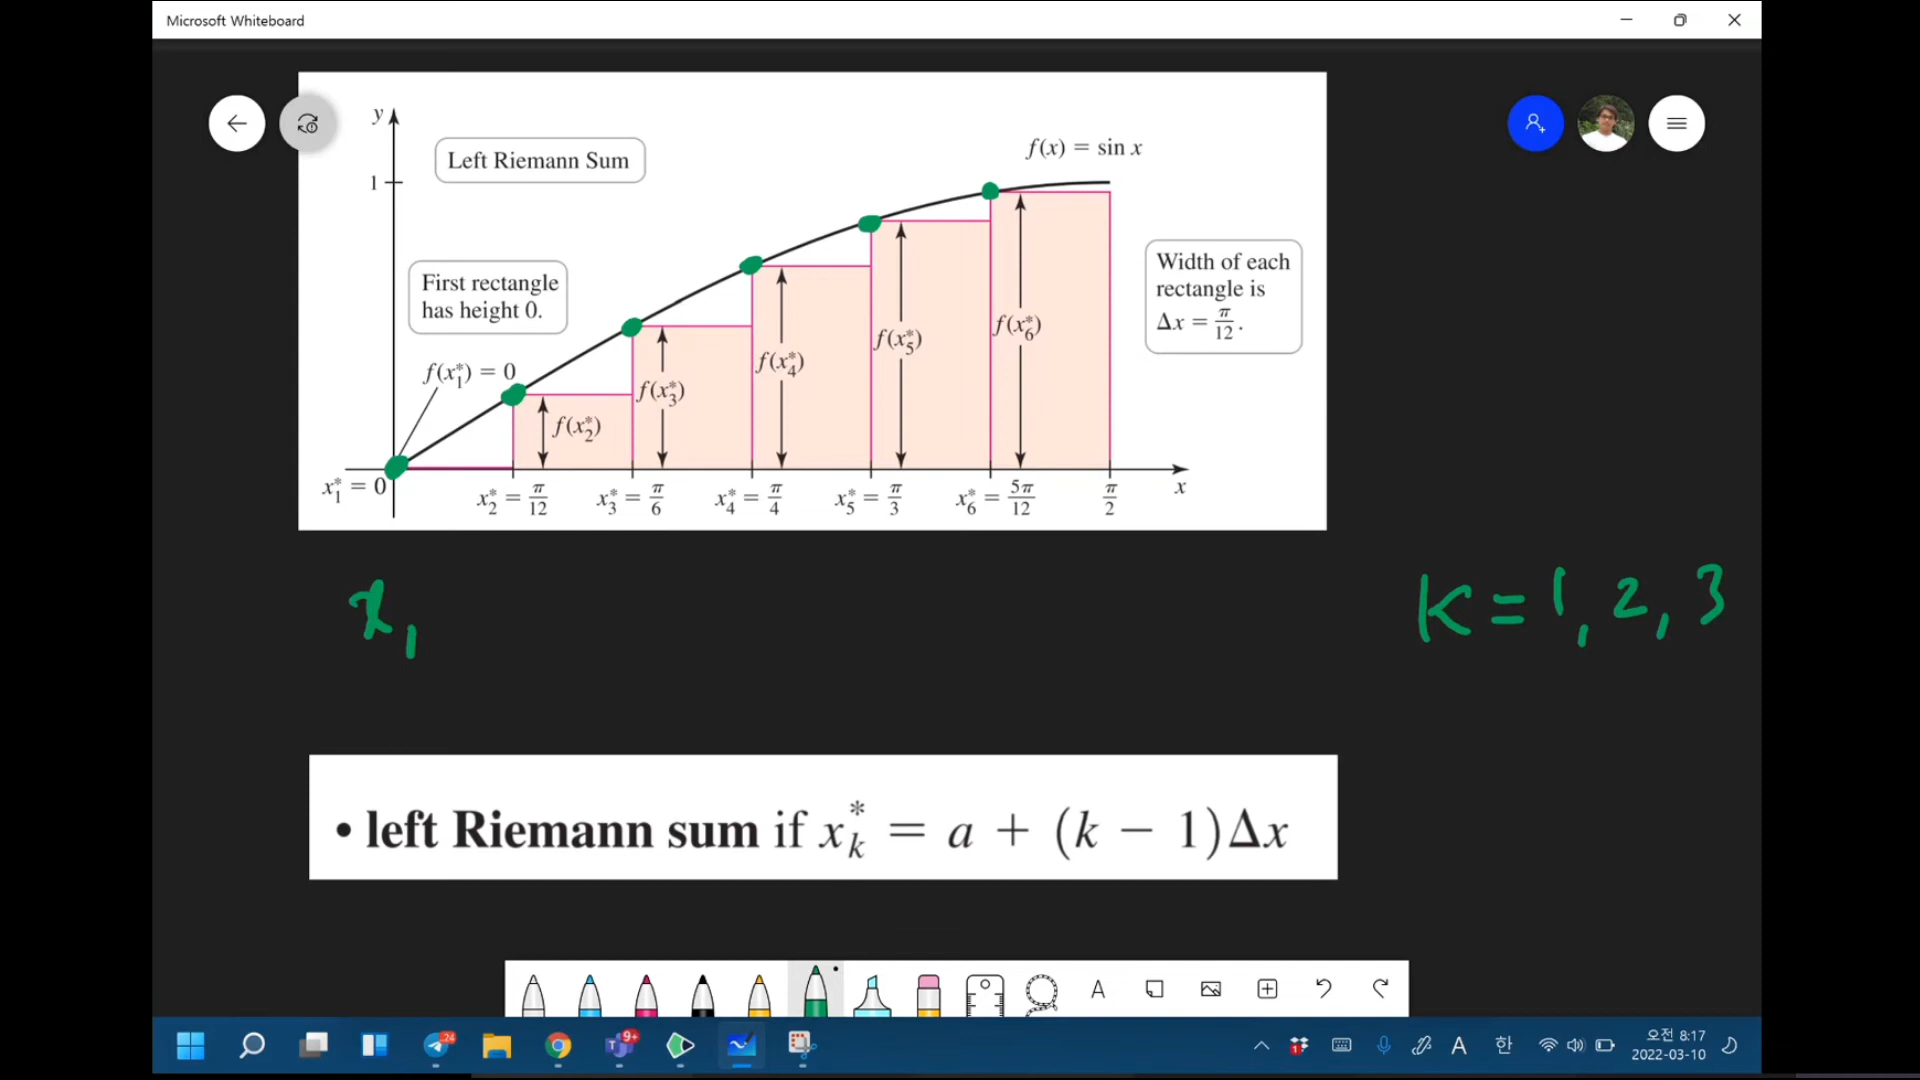 Microsoft Whiteboard
y
1
Left Riemann Sum
f(x) = sin x
First rectangle
has height 0.
Width of each
rectangle is
Δx = π/12.
f(x₁*) = 0
f(x₂*)
f(x₃*)
f(x₄*)
f(x₅*)
f(x₆*)
x₁* = 0
x₂* = π/12
x₃* = π/6
x₄* = π/4
x₅* = π/3
x₆* = 5π/12
π/2
x
x₁
K = 1, 2, 3
• left Riemann sum if xₖ* = a + (k − 1)Δx
A
24
9+
1
A
한
오전 8:17
2022-03-10